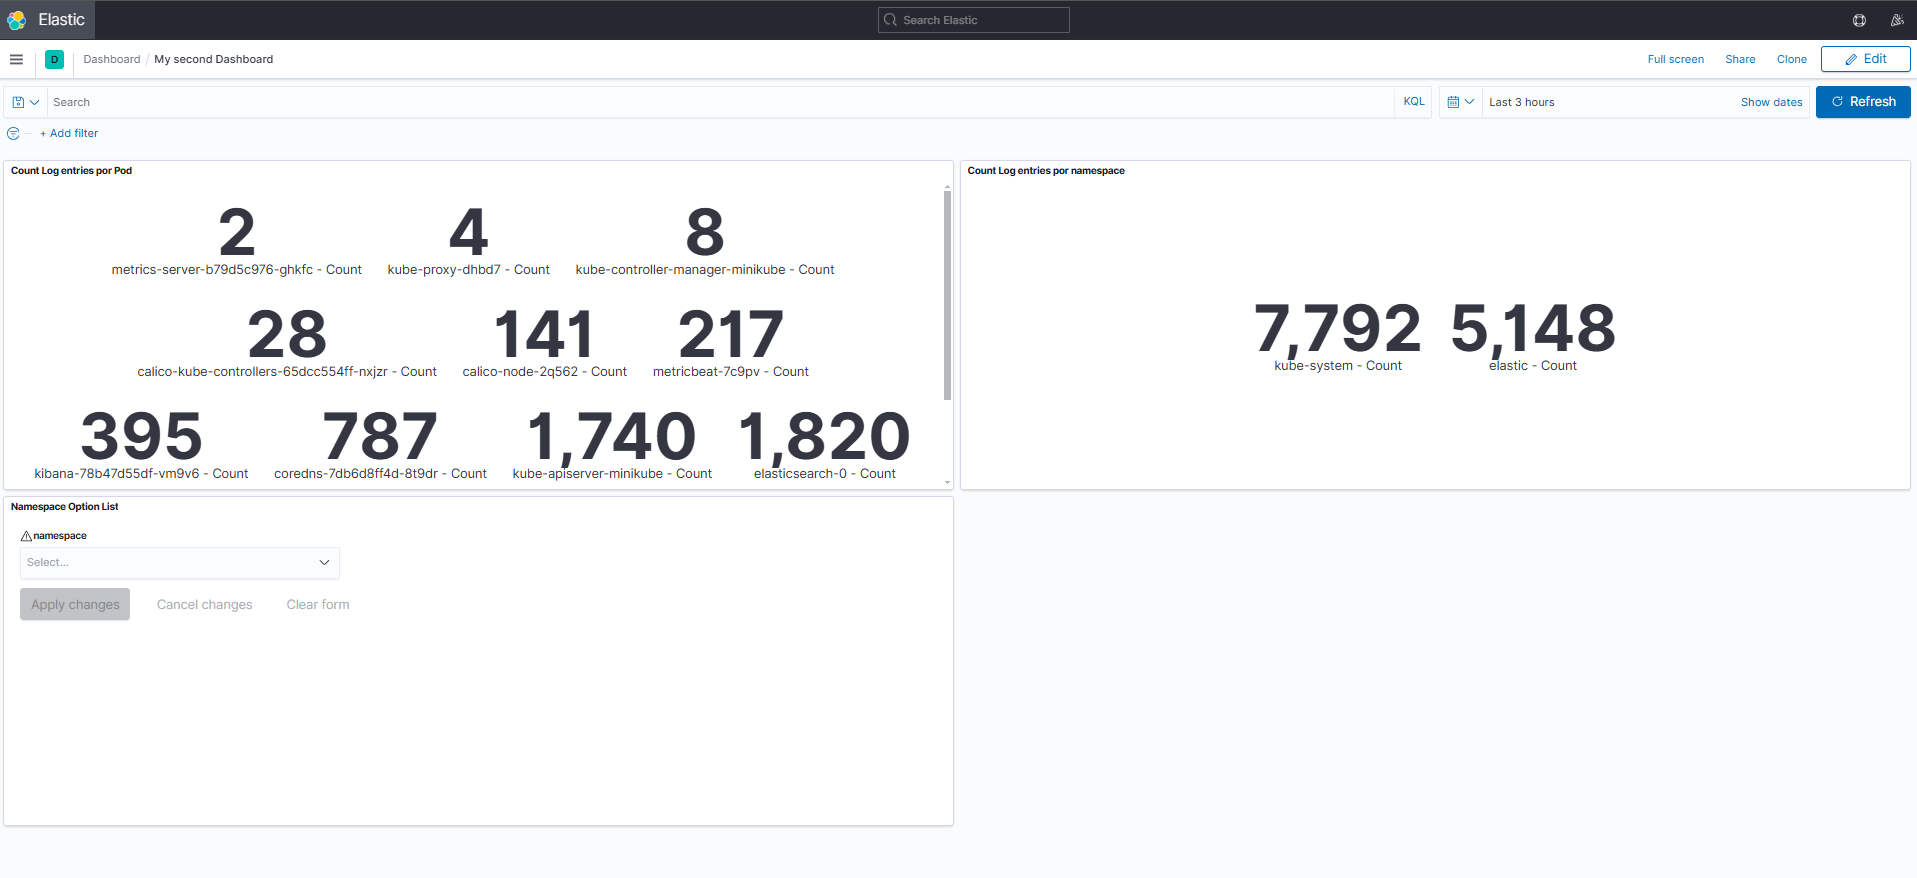 Elastic
Search Elastic
D
Dashboard / My second Dashboard
Full screen
Share
Clone
Edit
Search
KQL
Last 3 hours
Show dates
Refresh
+ Add filter
Count Log entries por Pod
2
4
8
metrics-server-b79d5c976-ghkfc - Count
kube-proxy-dhbd7 - Count
kube-controller-manager-minikube - Count
28
141
217
calico-kube-controllers-65dcc554ff-nxjzr - Count
calico-node-2q562 - Count
metricbeat-7c9pv - Count
395
787
1,740
1,820
kibana-78b47d55df-vm9v6 - Count
coredns-7db6d8ff4d-8t9dr - Count
kube-apiserver-minikube - Count
elasticsearch-0 - Count
Count Log entries por namespace
7,792
5,148
kube-system - Count
elastic - Count
Namespace Option List
namespace
Select...
Apply changes
Cancel changes
Clear form